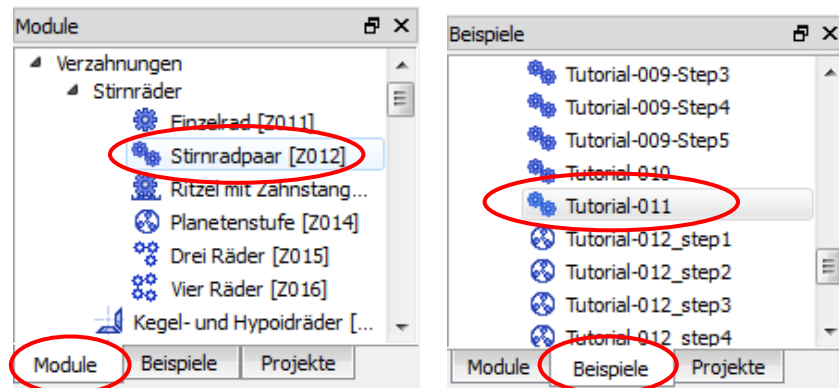 Module
Verzahnungen
Stirnräder
Einzelrad [Z011]
Stirnradpaar [Z012]
Ritzel mit Zahnstang...
Planetenstufe [Z014]
Drei Räder [Z015]
Vier Räder [Z016]
Kegel- und Hypoidräder [...
Module Beispiele Projekte
Beispiele
Tutorial-009-Step3
Tutorial-009-Step4
Tutorial-009-Step5
Tutorial-010
Tutorial-011
Tutorial-012_step1
Tutorial-012_step2
Tutorial-012_step3
Tutorial-012_step4
Module Beispiele Projekte